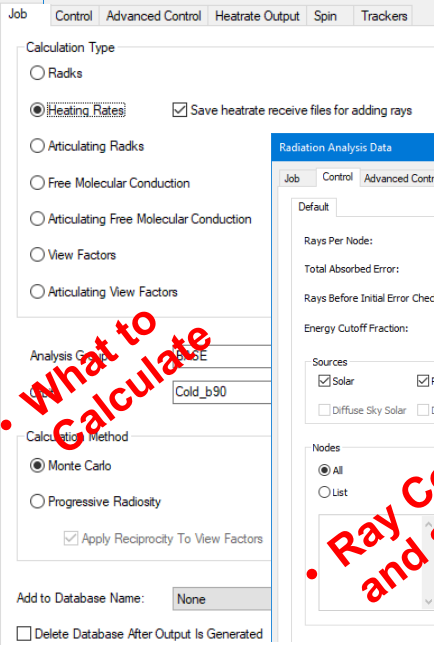 Job Control Advanced Control Heatrate Output Spin Trackers
Calculation Type
Radks
Heating Rates Save heatrate receive files for adding rays
Articulating Radks
Free Molecular Conduction
Articulating Free Molecular Conduction
View Factors
Articulating View Factors
Analysis
Cold_b90
Calculation Method
Monte Carlo
Progressive Radiosity
Apply Reciprocity To View Factors
Add to Database Name: None
Delete Database After Output Is Generated
• What to
Calculate
Radiation Analysis Data
Job Control Advanced Contr
Default
Rays Per Node:
Total Absorbed Error:
Rays Before Initial Error Chec
Energy Cutoff Fraction:
Sources
Solar
Diffuse Sky Solar
Nodes
All
List
• Ray Co
and